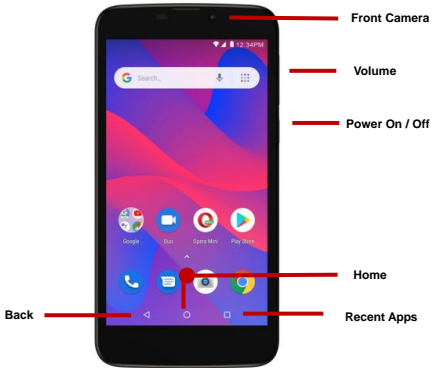 Front Camera
12:34PM
Search..
Volume
Power On / Off
Google Duo Opera Mini Play Store
Home
Back
Recent Apps